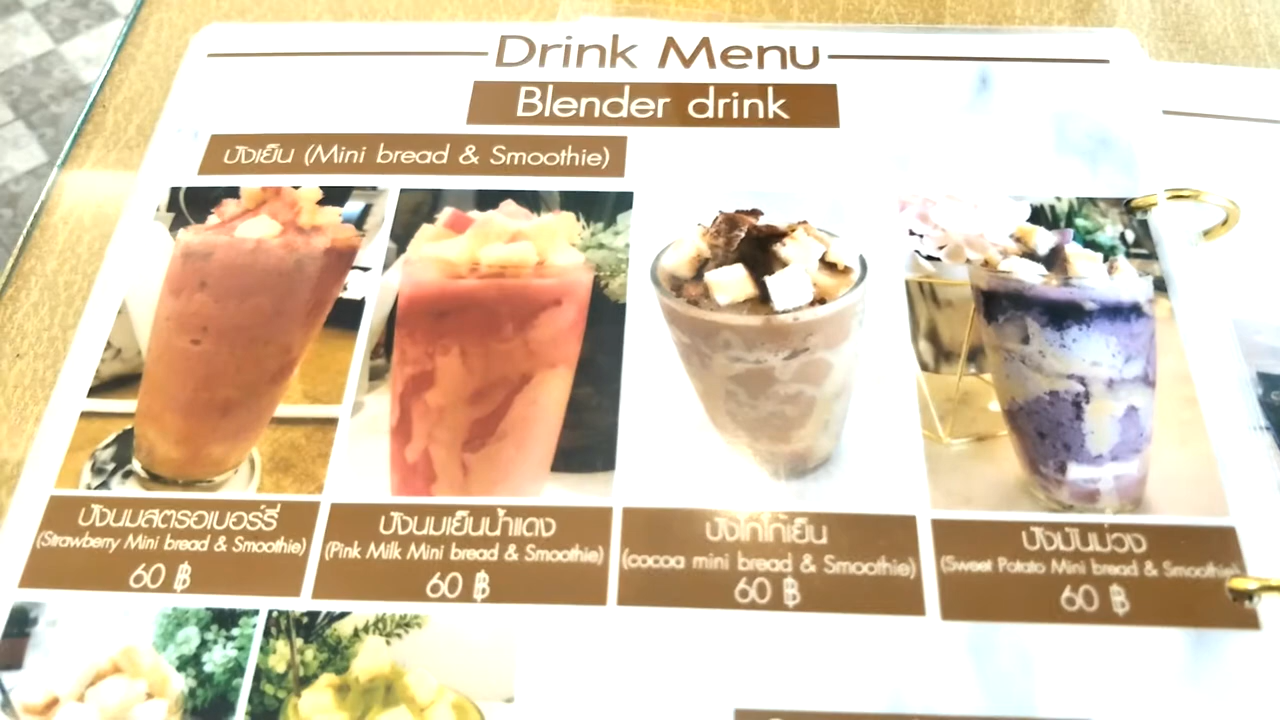 Drink Menu
Blender drink
ปังเย็น (Mini bread & Smoothie)
ปังนมสตรอเบอร์รี่
(Strawberry Mini bread & Smoothie)
60 ฿
ปังนมเย็นน้ำแดง
(Pink Milk Mini bread & Smoothie)
60 ฿
ปังโกโก้เย็น
(cocoa mini bread & Smoothie)
60 ฿
ปังมันม่วง
(Sweet Potato Mini bread & Smoothie)
60 ฿